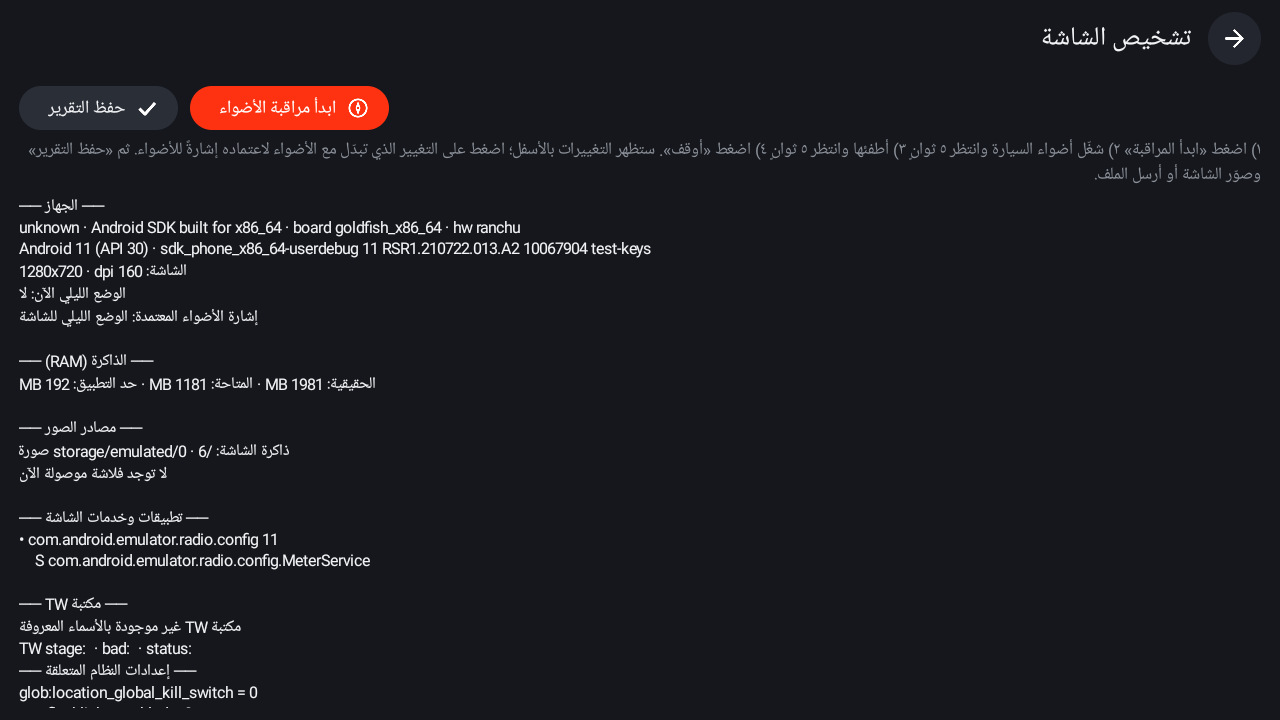 تشخيص الشاشة
ابدأ مراقبة الأضواء
حفظ التقرير
١) اضغط «ابدأ المراقبة» ٢) شغّل أضواء السيارة وانتظر ٥ ثوانٍ ٣) أطفئها وانتظر ٥ ثوانٍ ٤) اضغط «أوقف». ستظهر التغييرات بالأسفل؛ اضغط على التغيير الذي تبدّل مع الأضواء لاعتماده إشارةً للأضواء. ثم «حفظ التقرير»
وصوّر الشاشة أو أرسل الملف.
—— الجهاز ——
unknown · Android SDK built for x86_64 · board goldfish_x86_64 · hw ranchu
Android 11 (API 30) · sdk_phone_x86_64-userdebug 11 RSR1.210722.013.A2 10067904 test-keys
الشاشة: 1280x720 · dpi 160
الوضع الليلي الآن: لا
إشارة الأضواء المعتمدة: الوضع الليلي للشاشة
—— الذاكرة (RAM) ——
الحقيقية: 1981 MB · المتاحة: 1181 MB · حد التطبيق: 192 MB
—— مصادر الصور ——
ذاكرة الشاشة: /storage/emulated/0 · 6 صورة
لا توجد فلاشة موصولة الآن
—— تطبيقات وخدمات الشاشة ——
• com.android.emulator.radio.config 11
S com.android.emulator.radio.config.MeterService
—— مكتبة TW ——
مكتبة TW غير موجودة بالأسماء المعروفة
TW stage:  · bad:  · status:
—— إعدادات النظام المتعلقة ——
glob:location_global_kill_switch = 0